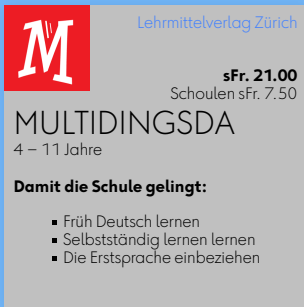 M
Lehrmittelverlag Zürich
sFr. 21.00
Schoulen sFr. 7.50
MULTIDINGSDA
4 – 11 Jahre
Damit die Schule gelingt:
▪ Früh Deutsch lernen
▪ Selbstständig lernen lernen
▪ Die Erstsprache einbeziehen